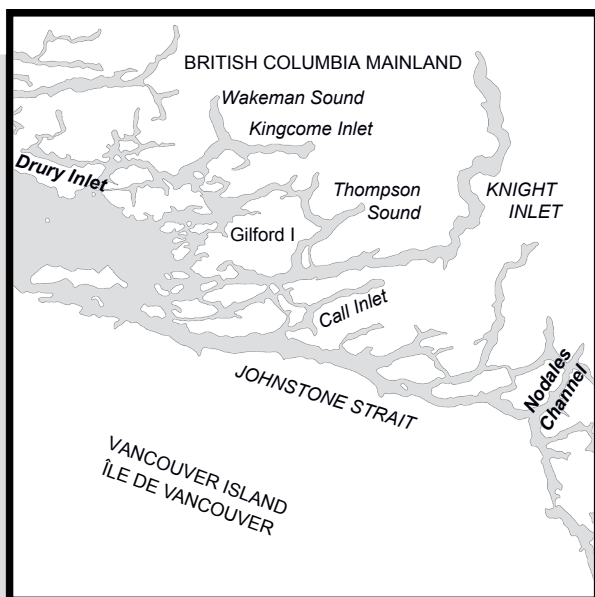 BRITISH COLUMBIA MAINLAND
Wakeman Sound
Kingcome Inlet
Drury Inlet
Thompson
Sound
KNIGHT
INLET
Gilford I
Call Inlet
Nodales
Channel
JOHNSTONE STRAIT
VANCOUVER ISLAND
ÎLE DE VANCOUVER